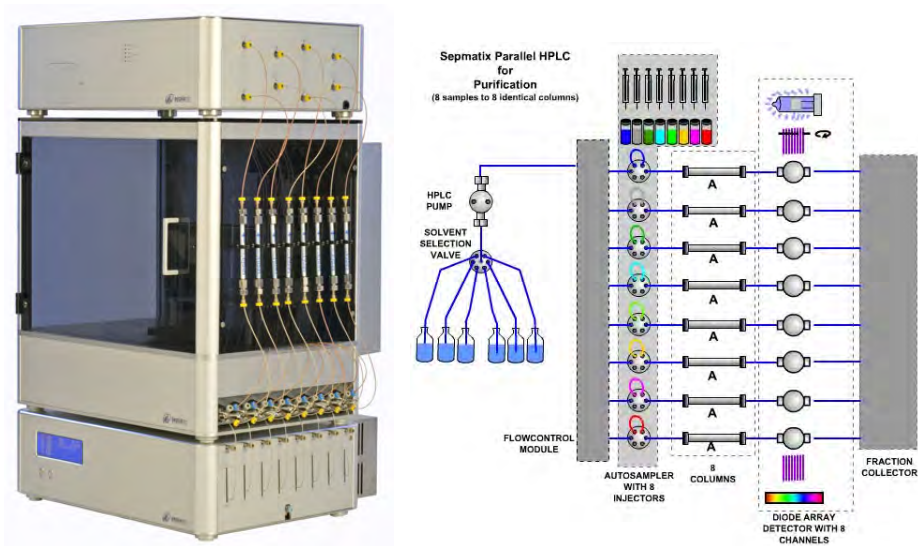 Sepmatix Parallel HPLC
for
Purification
(8 samples to 8 identical columns)
HPLC
PUMP
SOLVENT
SELECTION
VALVE
A
A
A
A
A
A
A
A
FLOWCONTROL
MODULE
AUTOSAMPLER
WITH 8
INJECTORS
8
COLUMNS
DIODE ARRAY
DETECTOR WITH 8
CHANNELS
FRACTION
COLLECTOR